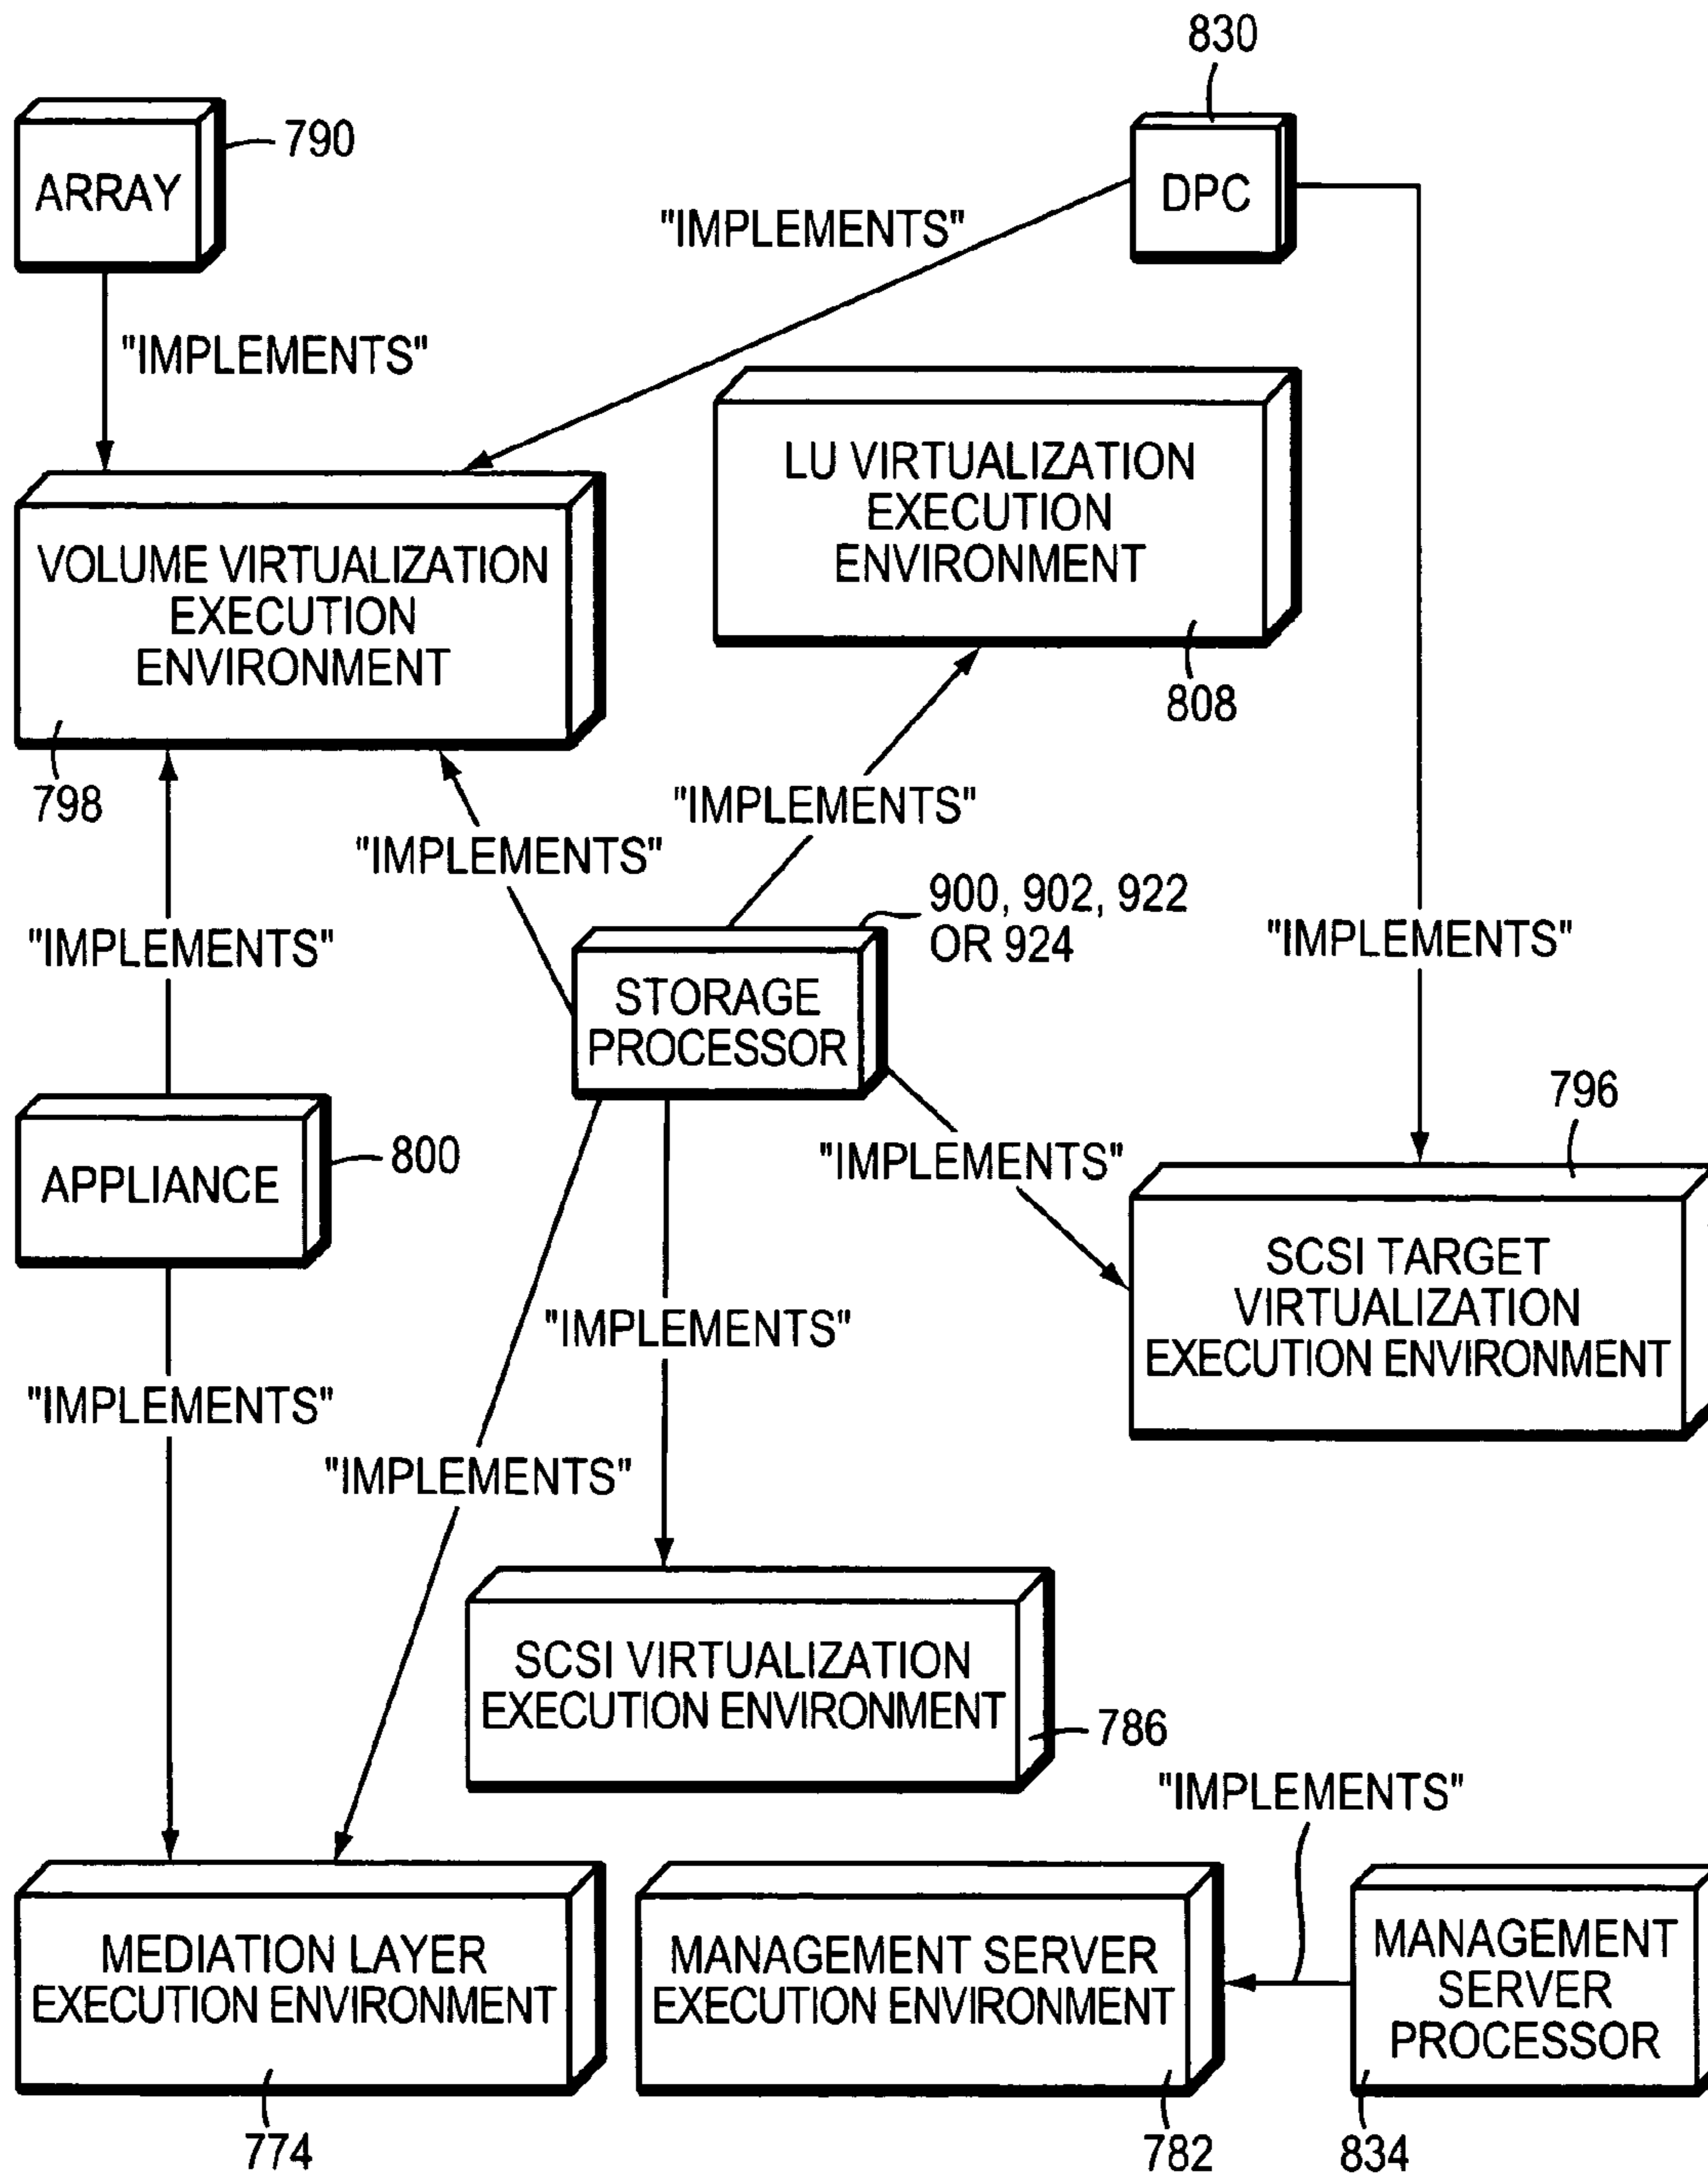 830
790
ARRAY
DPC
"IMPLEMENTS"
"IMPLEMENTS"
LU VIRTUALIZATION
EXECUTION
ENVIRONMENT
808
VOLUME VIRTUALIZATION
EXECUTION
ENVIRONMENT
798
"IMPLEMENTS"
"IMPLEMENTS"
"IMPLEMENTS"
"IMPLEMENTS"
900, 902, 922
OR 924
STORAGE
PROCESSOR
796
800
APPLIANCE
"IMPLEMENTS"
SCSI TARGET
VIRTUALIZATION
EXECUTION ENVIRONMENT
"IMPLEMENTS"
"IMPLEMENTS"
"IMPLEMENTS"
SCSI VIRTUALIZATION
EXECUTION ENVIRONMENT
786
"IMPLEMENTS"
MEDIATION LAYER
EXECUTION ENVIRONMENT
774
MANAGEMENT SERVER
EXECUTION ENVIRONMENT
782
MANAGEMENT
SERVER
PROCESSOR
834